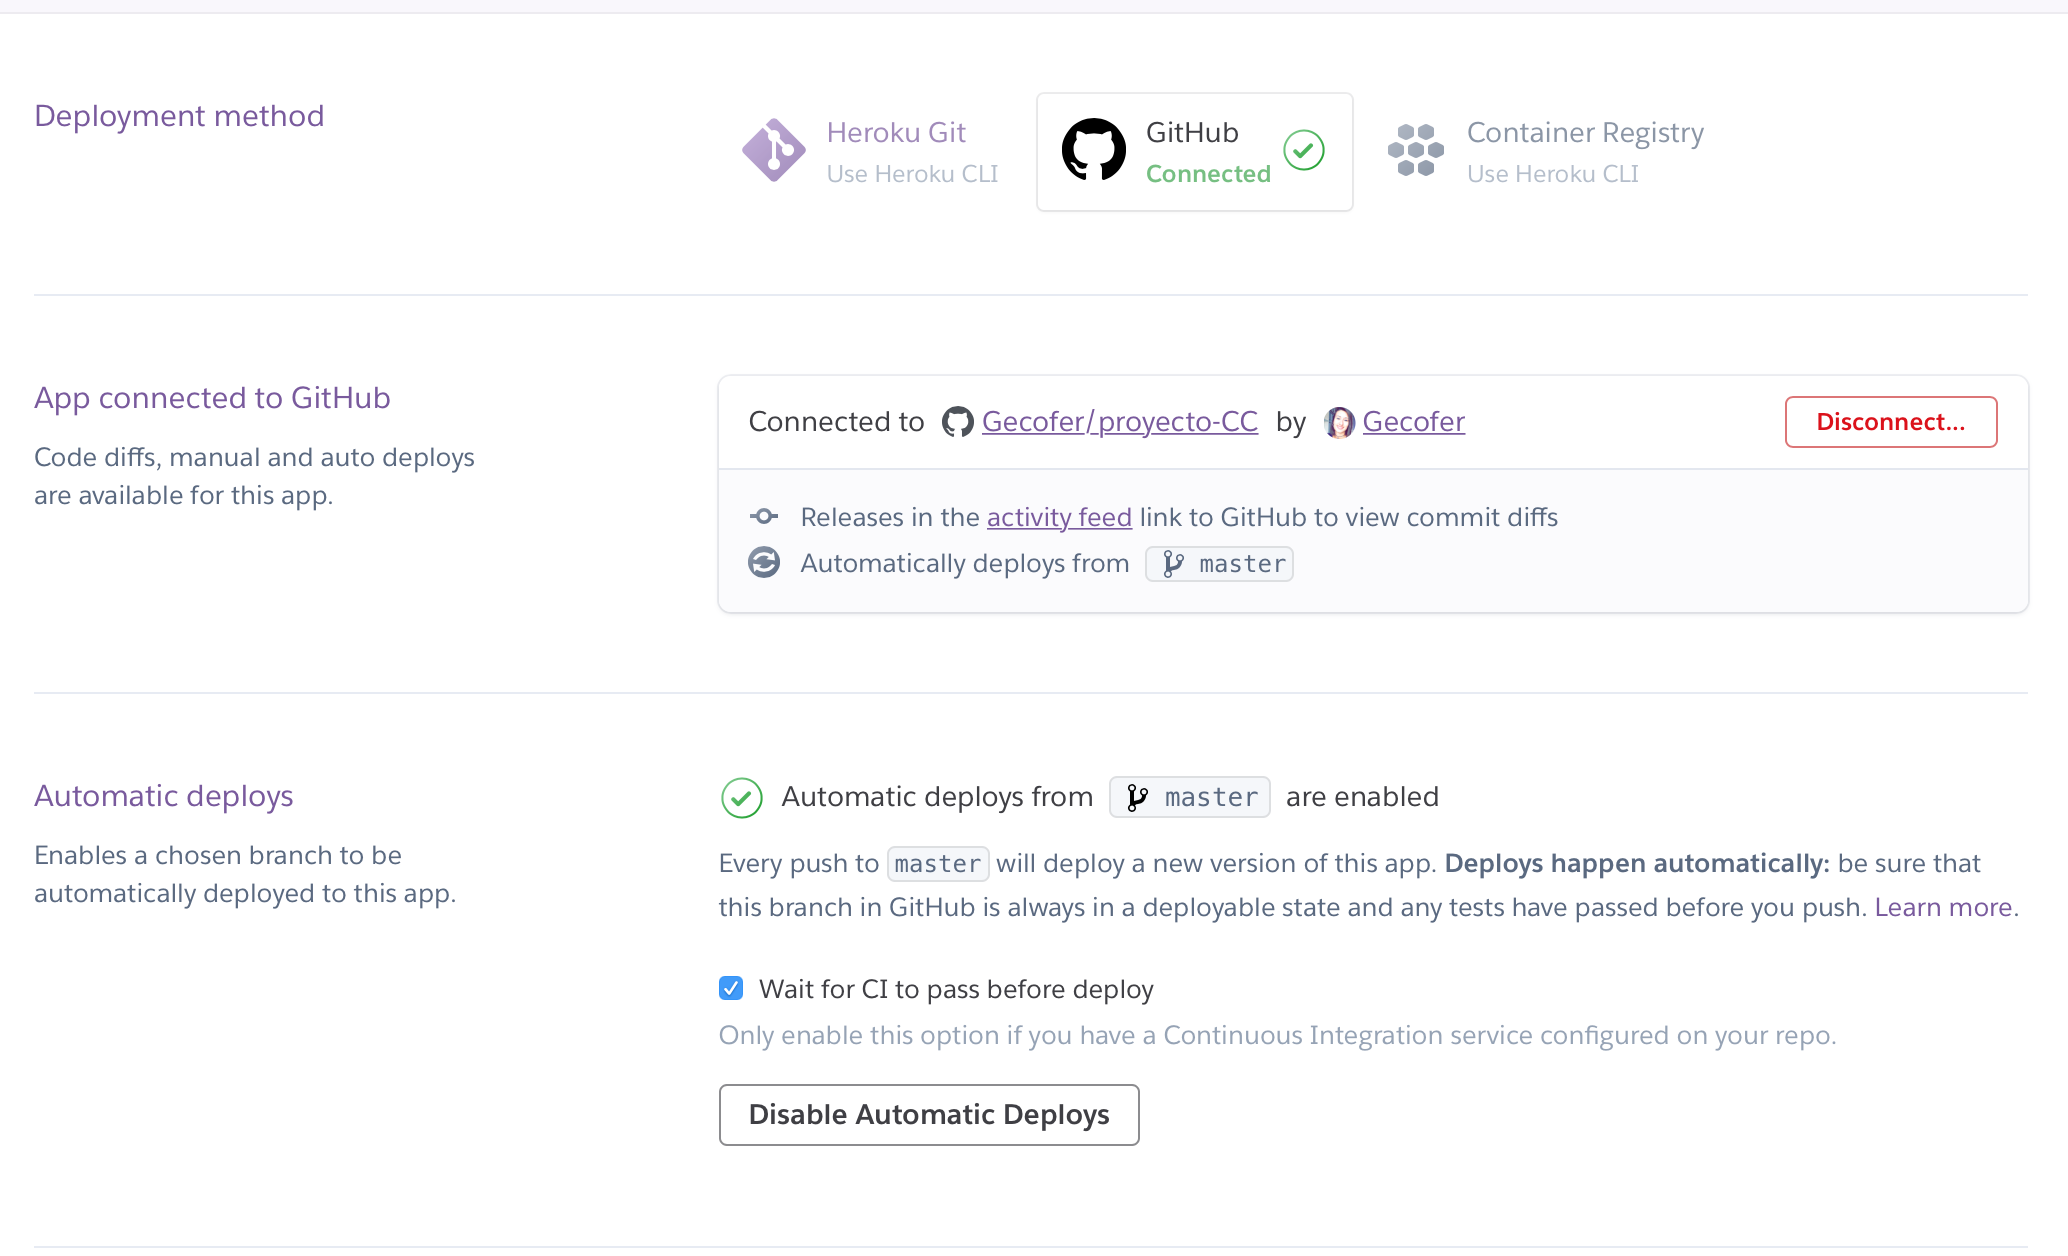 Deployment method
Heroku Git
Use Heroku CLI
GitHub
Connected
Container Registry
Use Heroku CLI
App connected to GitHub
Code diffs, manual and auto deploys
are available for this app.
Connected to Gecofer/proyecto-CC by Gecofer
Disconnect...
Releases in the activity feed link to GitHub to view commit diffs
Automatically deploys from master
Automatic deploys
Enables a chosen branch to be
automatically deployed to this app.
Automatic deploys from master are enabled
Every push to master will deploy a new version of this app. Deploys happen automatically: be sure that
this branch in GitHub is always in a deployable state and any tests have passed before you push. Learn more.
Wait for CI to pass before deploy
Only enable this option if you have a Continuous Integration service configured on your repo.
Disable Automatic Deploys